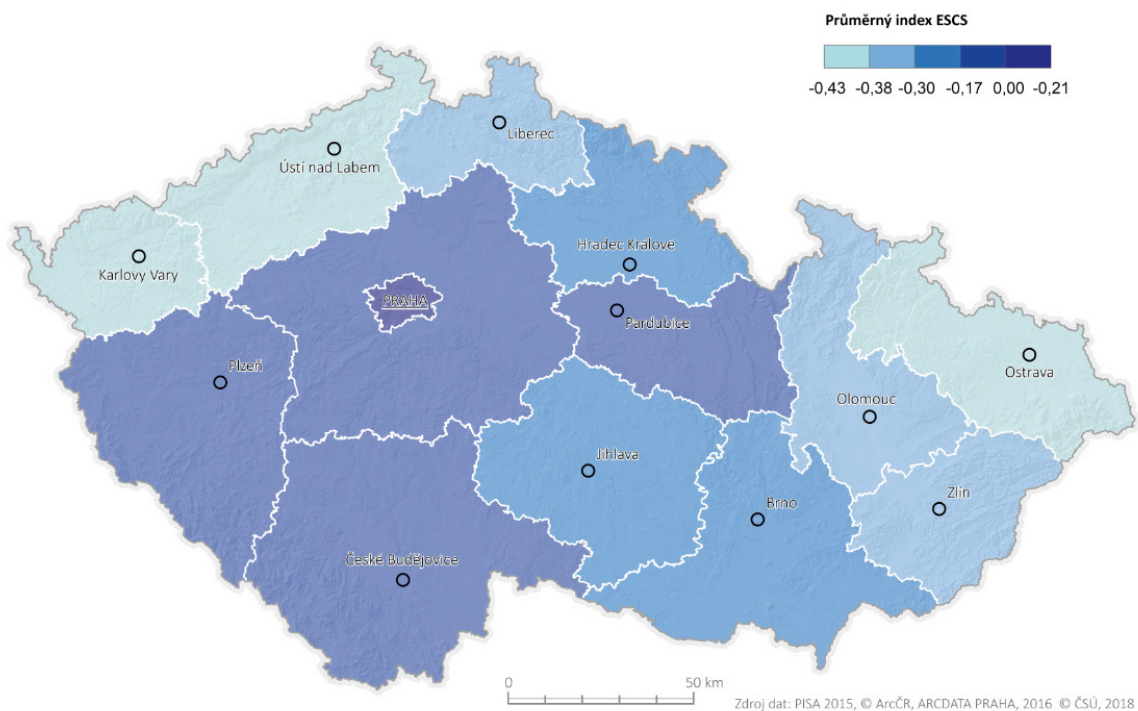 Průměrný index ESCS
-0,43 -0,38 -0,30 -0,17 0,00 -0,21
Liberec
Ústí nad Labem
Hradec Králové
Karlovy Vary
PRAHA
Pardubice
Plzeň
Ostrava
Olomouc
Jihlava
Zlín
Brno
České Budějovice
0 50 km
Zdroj dat: PISA 2015, © ArcČR, ARCDATA PRAHA, 2016 © ČSÚ, 2018